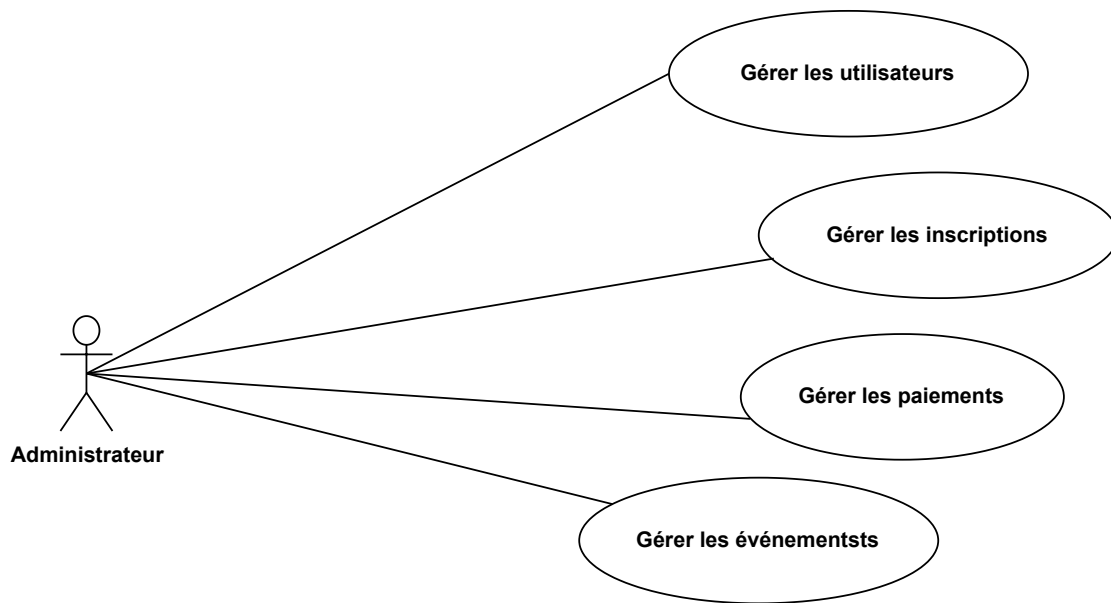 Gérer les utilisateurs
Gérer les inscriptions
Gérer les paiements
Administrateur
Gérer les événementsts